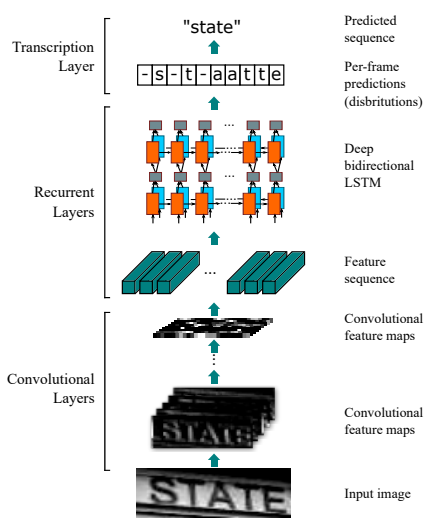 Transcription
Layer
"state"
Predicted
sequence
-s-t-aatte
Per-frame
predictions
(disbritutions)
Recurrent
Layers
...
Deep
bidirectional
LSTM
...
Feature
sequence
Convolutional
Layers
Convolutional
feature maps
...
STATE
Convolutional
feature maps
STATE
Input image